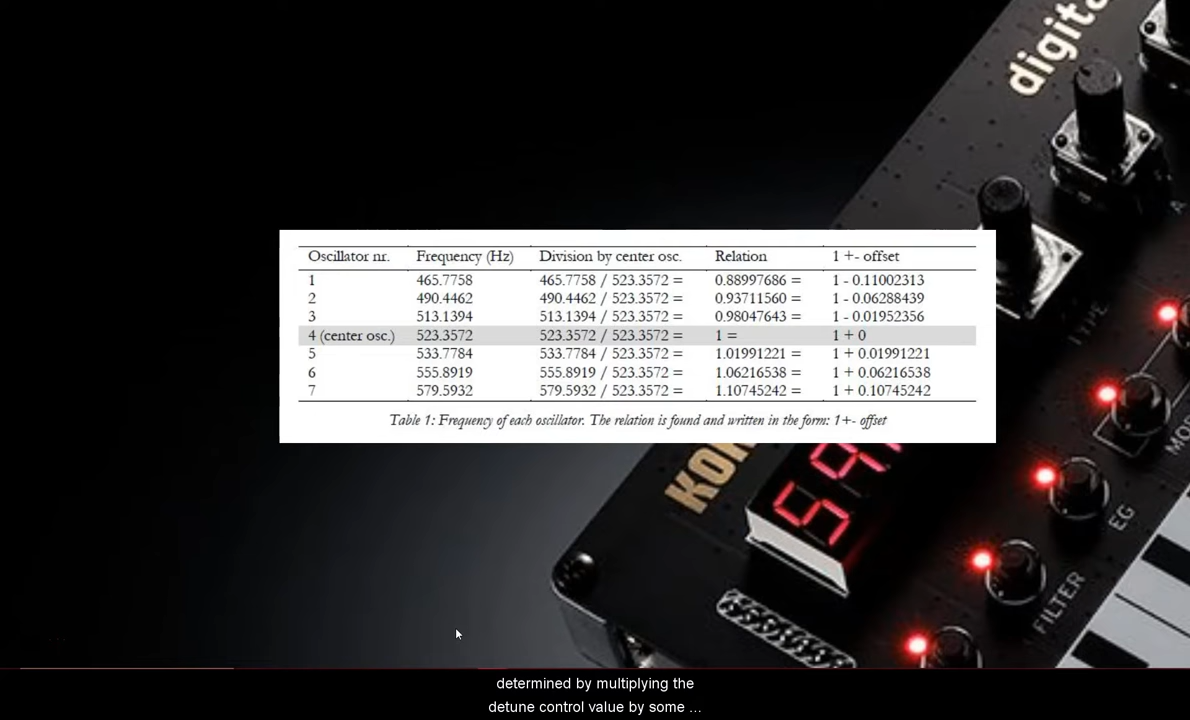 digita
Oscillator nr. Frequency (Hz) Division by center osc. Relation 1 +- offset
1 465.7758 465.7758 / 523.3572 = 0.88997686 = 1 - 0.11002313
2 490.4462 490.4462 / 523.3572 = 0.93711560 = 1 - 0.06288439
3 513.1394 513.1394 / 523.3572 = 0.98047643 = 1 - 0.01952356
4 (center osc.) 523.3572 523.3572 / 523.3572 = 1 = 1 + 0
5 533.7784 533.7784 / 523.3572 = 1.01991221 = 1 + 0.01991221
6 555.8919 555.8919 / 523.3572 = 1.06216538 = 1 + 0.06216538
7 579.5932 579.5932 / 523.3572 = 1.10745242 = 1 + 0.10745242
Table 1: Frequency of each oscillator. The relation is found and written in the form: 1+- offset
KOR
EG
FILTER
determined by multiplying the
detune control value by some ...